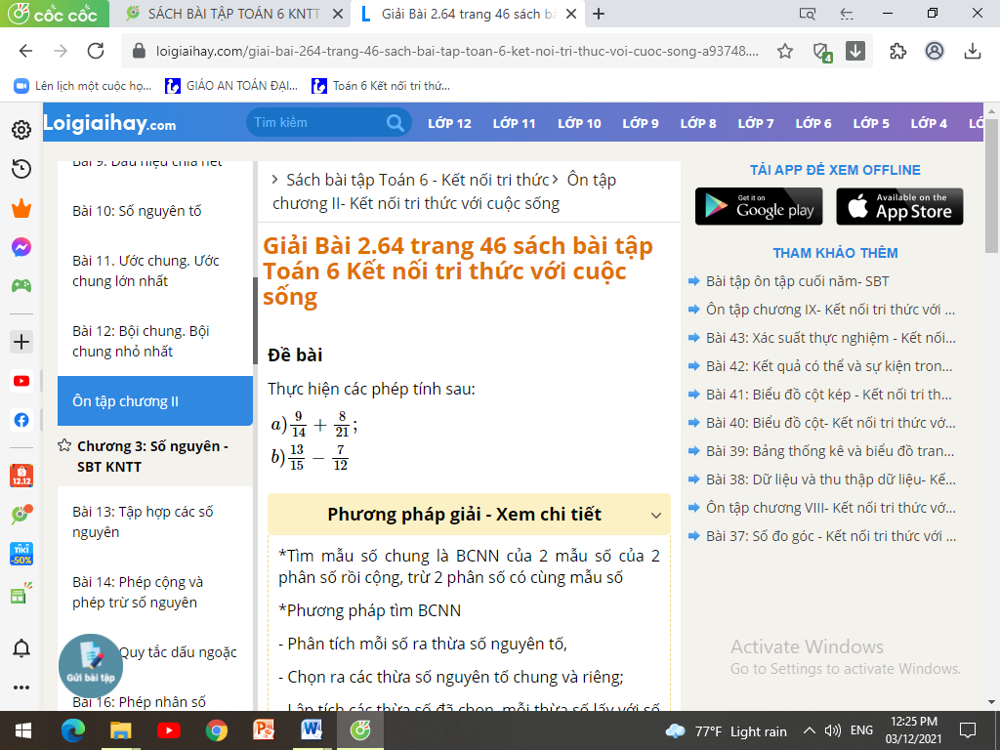 cốc cốc
SÁCH BÀI TẬP TOÁN 6 KNTT
Giải Bài 2.64 trang 46 sách bà
loigiaihay.com/giai-bai-264-trang-46-sach-bai-tap-toan-6-ket-noi-tri-thuc-voi-cuoc-song-a93748....
4
Lên lịch một cuộc họ...
GIÁO AN TOÁN ĐẠI...
Toán 6 Kết nối tri thứ...
Loigiaihay.com
Tìm kiếm
LỚP 12
LỚP 11
LỚP 10
LỚP 9
LỚP 8
LỚP 7
LỚP 6
LỚP 5
LỚP 4
LỚ
Bài 9. Dấu hiệu chia hết
Bài 10: Số nguyên tố
Bài 11. Ước chung. Ước
chung lớn nhất
Bài 12: Bội chung. Bội
chung nhỏ nhất
Ôn tập chương II
Chương 3: Số nguyên -
SBT KNTT
Bài 13: Tập hợp các số
nguyên
Bài 14: Phép cộng và
phép trừ số nguyên
Quy tắc dấu ngoặc
Bài 16: Phép nhân số
Gửi bài tập
12.12
TIKI
-50%
› Sách bài tập Toán 6 - Kết nối tri thức › Ôn tập
chương II- Kết nối tri thức với cuộc sống
Giải Bài 2.64 trang 46 sách bài tập
Toán 6 Kết nối tri thức với cuộc
sống
Đề bài
Thực hiện các phép tính sau:
a) 9/14 + 8/21;
b) 13/15 − 7/12
Phương pháp giải - Xem chi tiết
*Tìm mẫu số chung là BCNN của 2 mẫu số của 2
phân số rồi cộng, trừ 2 phân số có cùng mẫu số
*Phương pháp tìm BCNN
- Phân tích mỗi số ra thừa số nguyên tố,
- Chọn ra các thừa số nguyên tố chung và riêng;
- Lập tích các thừa số đã chọn, mỗi thừa số lấy với số
TẢI APP ĐỂ XEM OFFLINE
Get it on
Google play
Available on the
App Store
THAM KHẢO THÊM
Bài tập ôn tập cuối năm- SBT
Ôn tập chương IX- Kết nối tri thức với ...
Bài 43: Xác suất thực nghiệm - Kết nối...
Bài 42: Kết quả có thể và sự kiện tron...
Bài 41: Biểu đồ cột kép - Kết nối tri th...
Bài 40: Biểu đồ cột- Kết nối tri thức vớ...
Bài 39: Bảng thống kê và biểu đồ tran...
Bài 38: Dữ liệu và thu thập dữ liệu- Kế...
Ôn tập chương VIII- Kết nối tri thức vớ...
Bài 37: Số đo góc - Kết nối tri thức với ...
Activate Windows
Go to Settings to activate Windows.
77°F Light rain
ENG
12:25 PM
03/12/2021